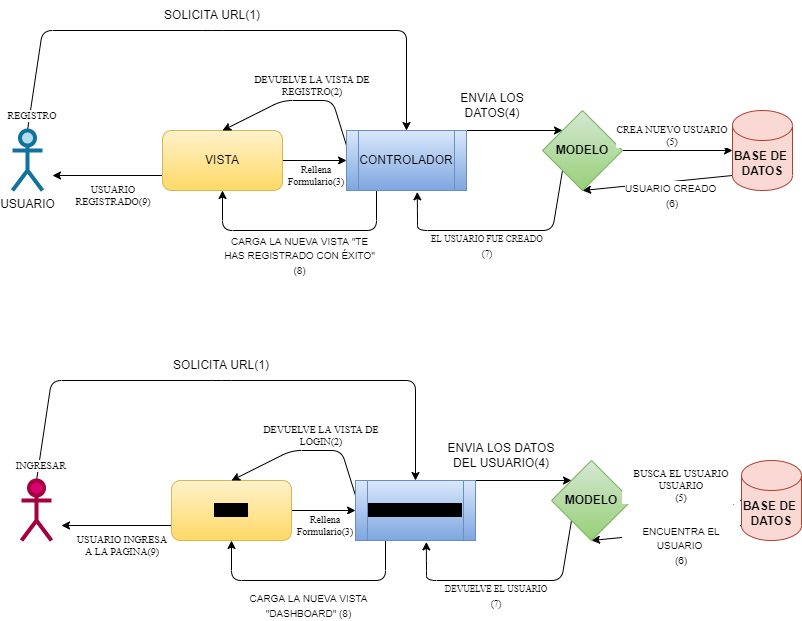 SOLICITA URL(1)
DEVUELVE LA VISTA DE
REGISTRO(2)
ENVIA LOS
DATOS(4)
REGISTRO
CREA NUEVO USUARIO
(5)
VISTA
CONTROLADOR
MODELO
BASE DE
DATOS
Rellena
Formulario(3)
USUARIO
REGISTRADO(9)
USUARIO CREADO
(6)
USUARIO
CARGA LA NUEVA VISTA "TE
HAS REGISTRADO CON ÉXITO"
(8)
EL USUARIO FUE CREADO
(7)
SOLICITA URL(1)
DEVUELVE LA VISTA DE
LOGIN(2)
ENVIA LOS DATOS
DEL USUARIO(4)
INGRESAR
BUSCA EL USUARIO
USUARIO
(5)
MODELO
BASE DE
DATOS
Rellena
Formulario(3)
USUARIO INGRESA
A LA PAGINA(9)
ENCUENTRA EL
USUARIO
(6)
CARGA LA NUEVA VISTA
"DASHBOARD" (8)
DEVUELVE EL USUARIO
(7)